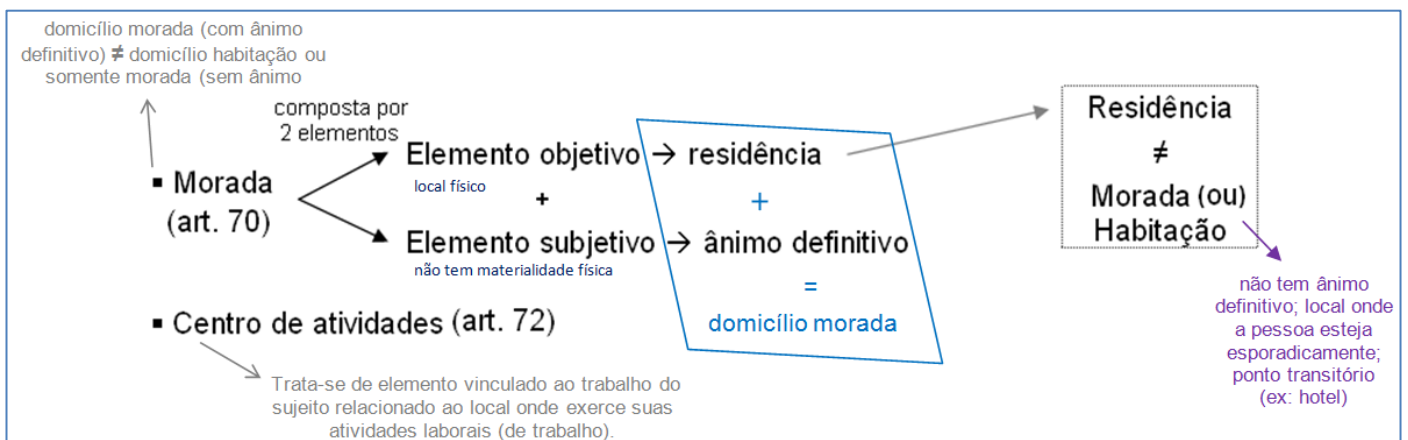 domicílio morada (com ânimo
definitivo) ≠ domicílio habitação ou
somente morada (sem ânimo
composta por
2 elementos
▪ Morada
(art. 70)
Elemento objetivo → residência
local físico
+
+
Elemento subjetivo → ânimo definitivo
não tem materialidade física
=
domicílio morada
Residência
≠
Morada (ou)
Habitação
não tem ânimo
definitivo; local onde
a pessoa esteja
esporadicamente;
ponto transitório
(ex: hotel)
▪ Centro de atividades (art. 72)
Trata-se de elemento vinculado ao trabalho do
sujeito relacionado ao local onde exerce suas
atividades laborais (de trabalho).